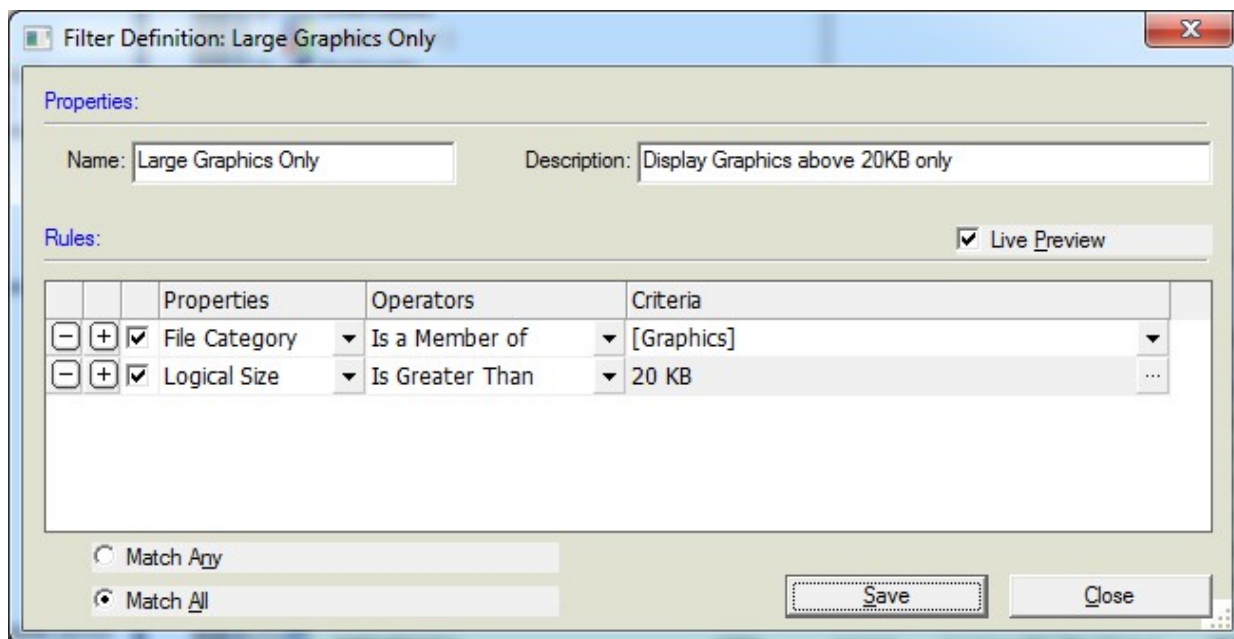 Filter Definition: Large Graphics Only
Properties:
Name: Large Graphics Only Description: Display Graphics above 20KB only
Rules: Live Preview
Properties Operators Criteria
File Category Is a Member of [Graphics]
Logical Size Is Greater Than 20 KB ...
Match Any
Match All
Save Close